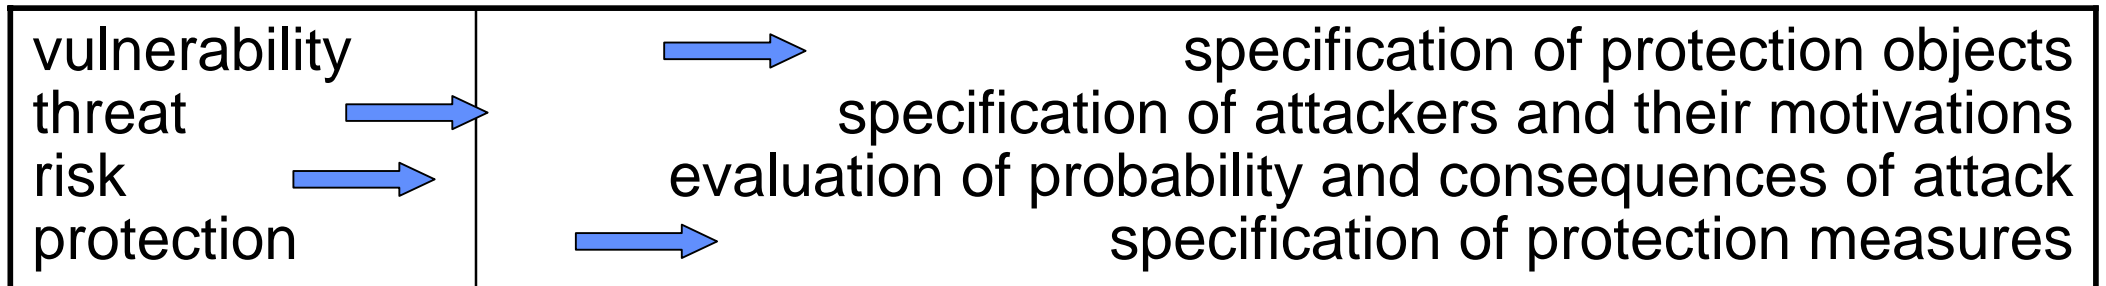 vulnerability specification of protection objects
threat specification of attackers and their motivations
risk evaluation of probability and consequences of attack
protection specification of protection measures